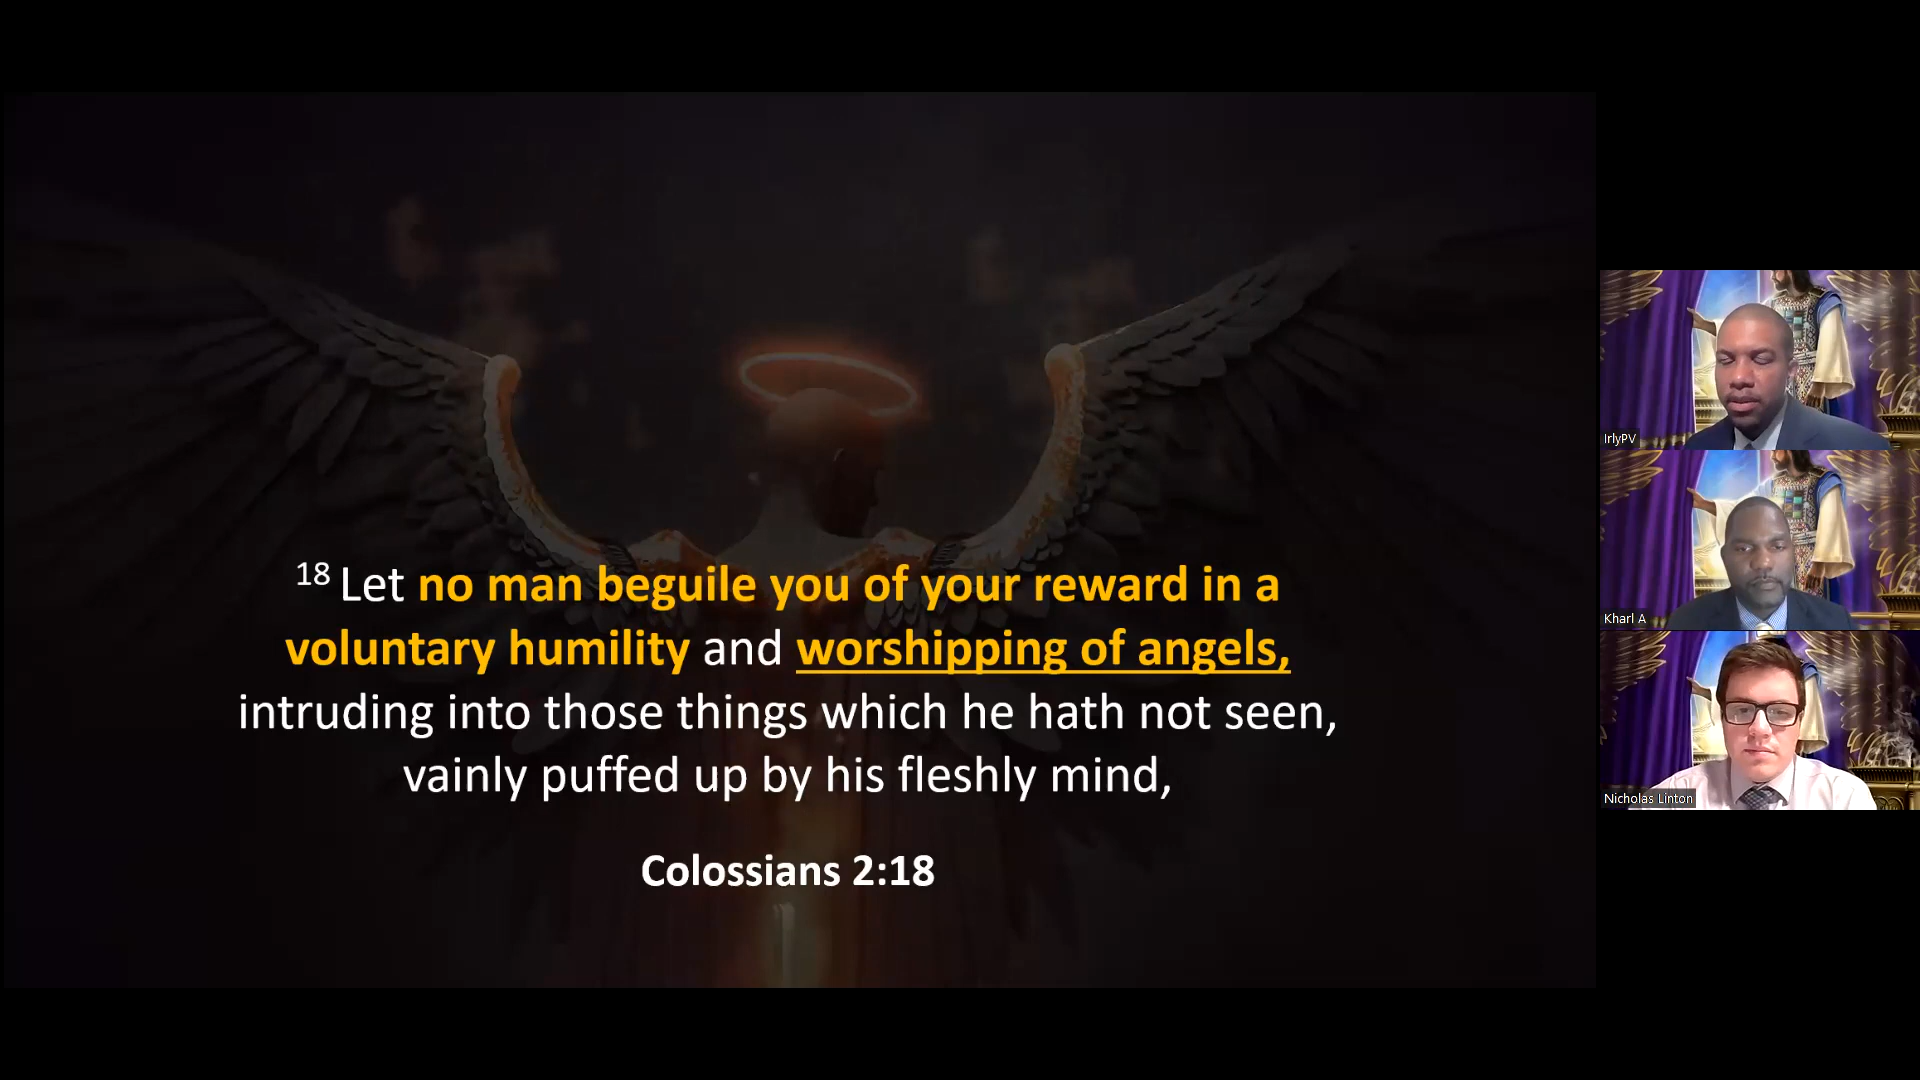 18 Let no man beguile you of your reward in a
voluntary humility and worshipping of angels,
intruding into those things which he hath not seen,
vainly puffed up by his fleshly mind,
Colossians 2:18
IrlyPV
Kharl A
Nicholas Linton